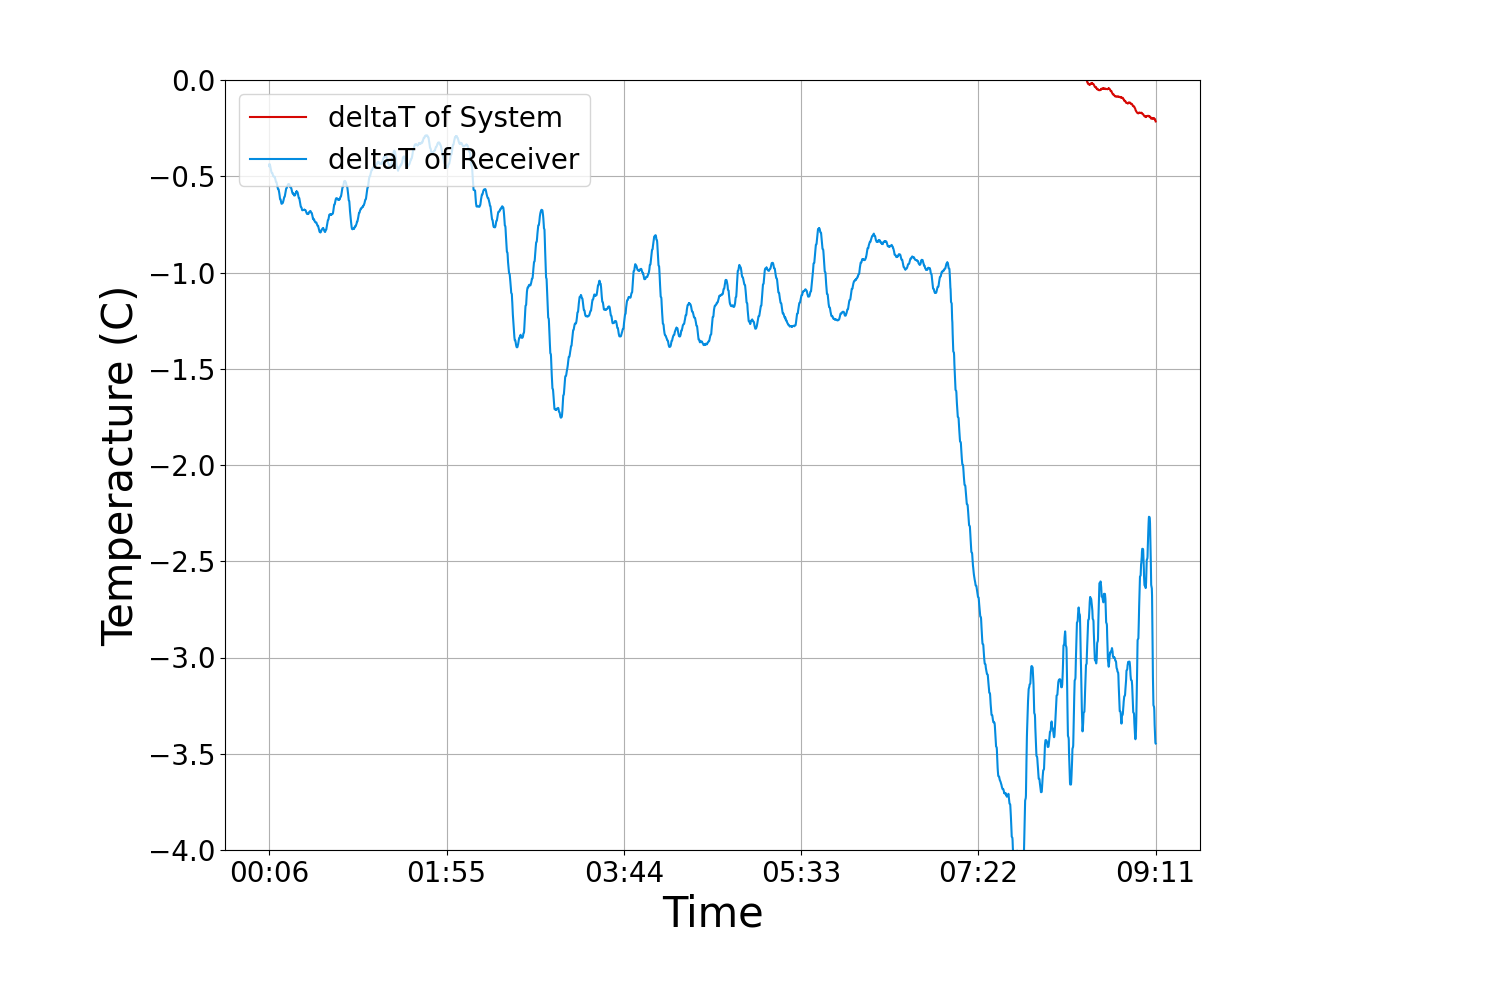 0.0
−0.5
−1.0
−1.5
−2.0
−2.5
−3.0
−3.5
−4.0
Temperacture (C)
deltaT of System
deltaT of Receiver
00:06 01:55 03:44 05:33 07:22 09:11
Time